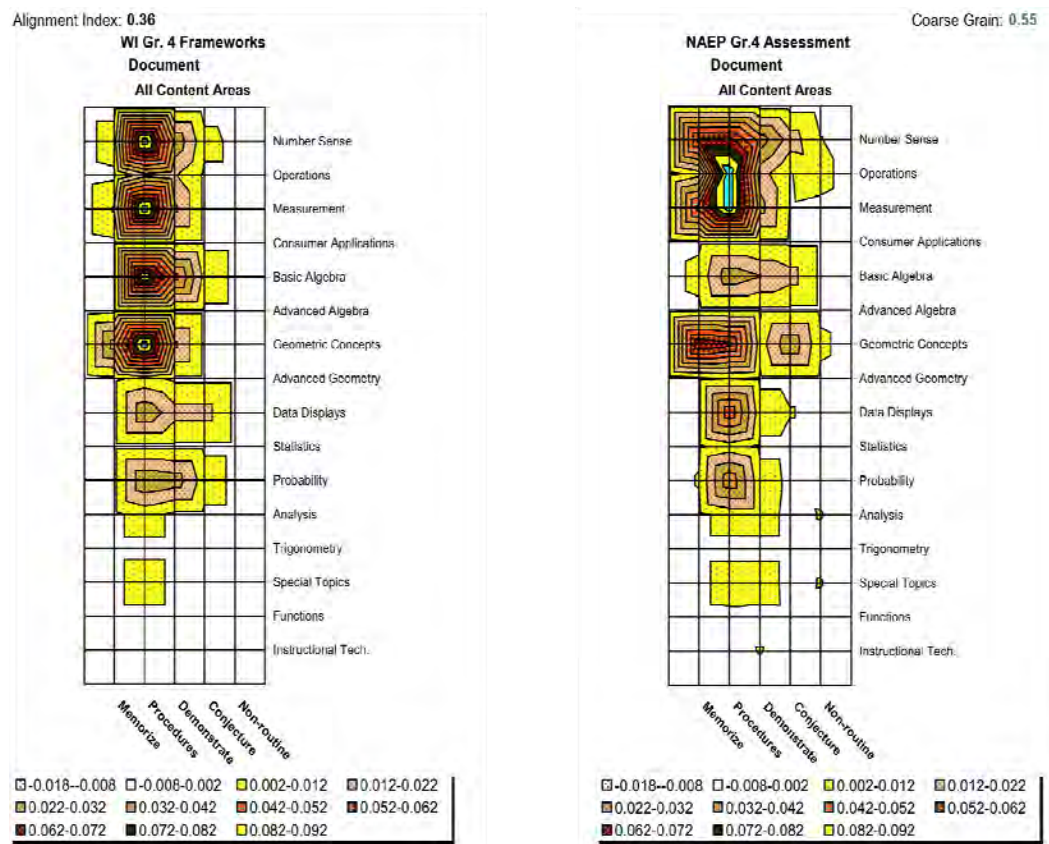 Alignment Index: 0.36
Coarse Grain: 0.55
WI Gr. 4 Frameworks
Document
All Content Areas
Number Sense
Operations
Measurement
Consumer Applications
Basic Algebra
Advanced Algebra
Geometric Concepts
Advanced Geometry
Data Displays
Statistics
Probability
Analysis
Trigonometry
Special Topics
Functions
Instructional Tech.
Memorize
Procedures
Demonstrate
Conjecture
Non-routine
-0.018--0.008 -0.008-0.002 0.002-0.012 0.012-0.022
0.022-0.032 0.032-0.042 0.042-0.052 0.052-0.062
0.062-0.072 0.072-0.082 0.082-0.092
NAEP Gr.4 Assessment
Document
All Content Areas
Number Sense
Operations
Measurement
Consumer Applications
Basic Algebra
Advanced Algebra
Geometric Concepts
Advanced Geometry
Data Displays
Statistics
Probability
Analysis
Trigonometry
Special Topics
Functions
Instructional Tech.
Memorize
Procedures
Demonstrate
Conjecture
Non-routine
-0.018--0.008 -0.008-0.002 0.002-0.012 0.012-0.022
0.022-0.032 0.032-0.042 0.042-0.052 0.052-0.062
0.062-0.072 0.072-0.082 0.082-0.092